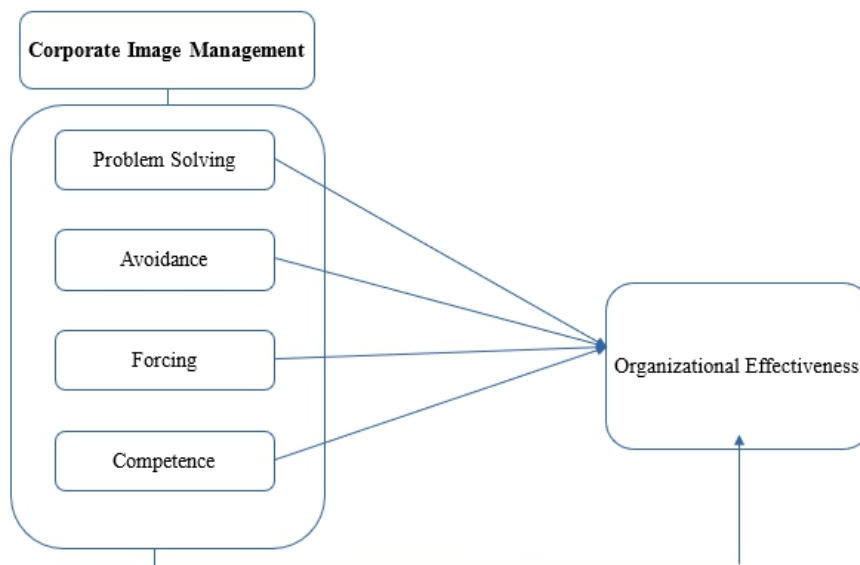 Corporate Image Management
Problem Solving
Avoidance
Forcing
Competence
Organizational Effectiveness